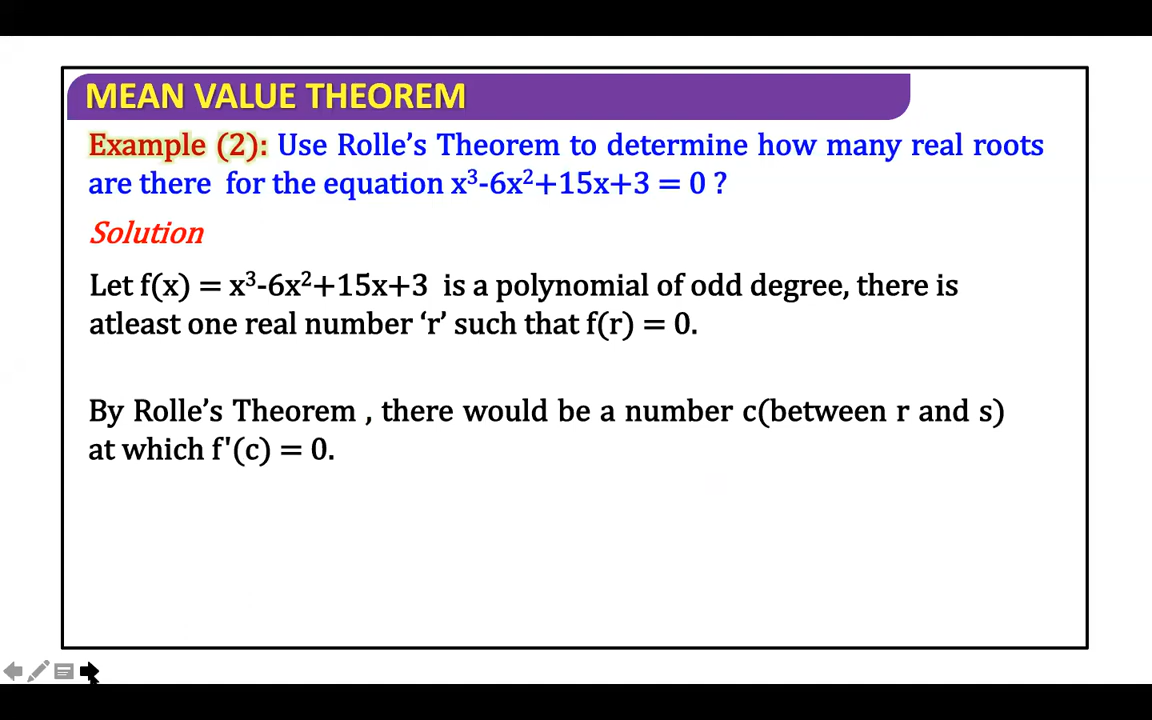 MEAN VALUE THEOREM
Example (2): Use Rolle’s Theorem to determine how many real roots
are there for the equation x³-6x²+15x+3 = 0 ?
Solution
Let f(x) = x³-6x²+15x+3 is a polynomial of odd degree, there is
atleast one real number ‘r’ such that f(r) = 0.
By Rolle’s Theorem , there would be a number c(between r and s)
at which f'(c) = 0.